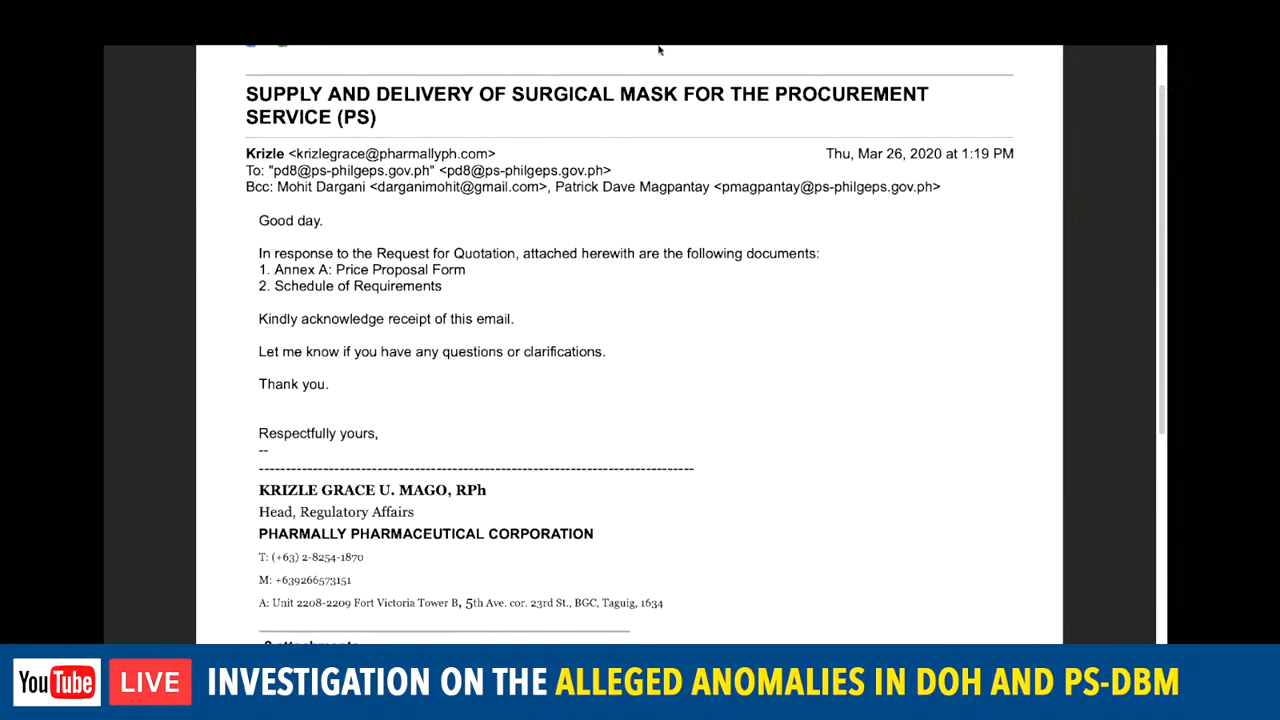 SUPPLY AND DELIVERY OF SURGICAL MASK FOR THE PROCUREMENT
SERVICE (PS)
Krizle <krizlegrace@pharmallyph.com> Thu, Mar 26, 2020 at 1:19 PM
To: "pd8@ps-philgeps.gov.ph" <pd8@ps-philgeps.gov.ph>
Bcc: Mohit Dargani <darganimohit@gmail.com>, Patrick Dave Magpantay <pmagpantay@ps-philgeps.gov.ph>
Good day.
In response to the Request for Quotation, attached herewith are the following documents:
1. Annex A: Price Proposal Form
2. Schedule of Requirements
Kindly acknowledge receipt of this email.
Let me know if you have any questions or clarifications.
Thank you.
Respectfully yours,
--
--------------------------------------------------------------------------------
KRIZLE GRACE U. MAGO, RPh
Head, Regulatory Affairs
PHARMALLY PHARMACEUTICAL CORPORATION
T: (+63) 2-8254-1870
M: +639266573151
A: Unit 2208-2209 Fort Victoria Tower B, 5th Ave. cor. 23rd St., BGC, Taguig, 1634
YouTube LIVE INVESTIGATION ON THE ALLEGED ANOMALIES IN DOH AND PS-DBM